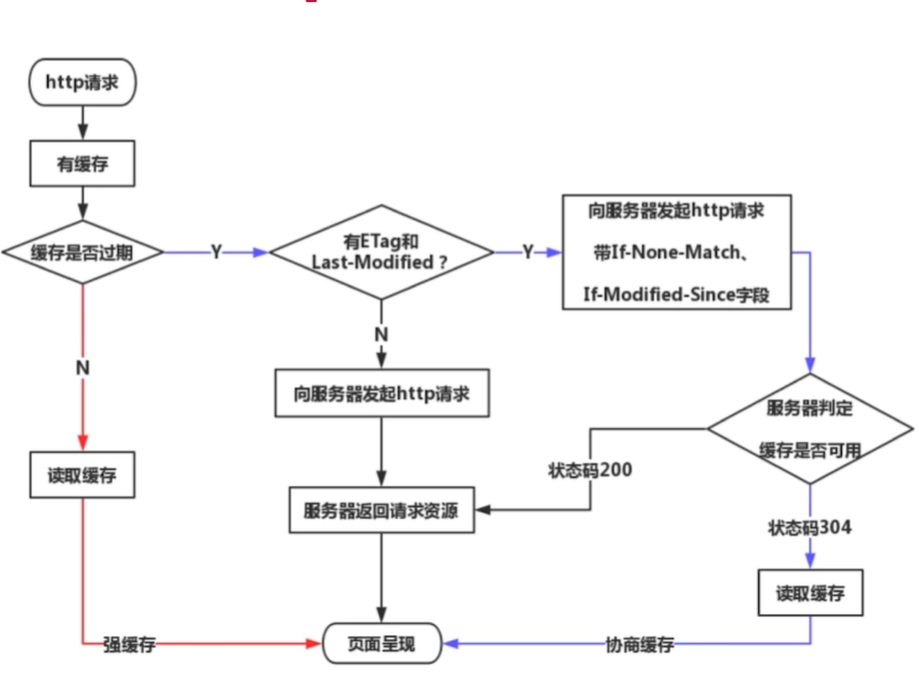 http请求
有缓存
缓存是否过期
Y
有ETag和
Last-Modified？
Y
向服务器发起http请求
带If-None-Match、
If-Modified-Since字段
N
N
向服务器发起http请求
服务器判定
缓存是否可用
状态码200
读取缓存
服务器返回请求资源
状态码304
读取缓存
强缓存
页面呈现
协商缓存